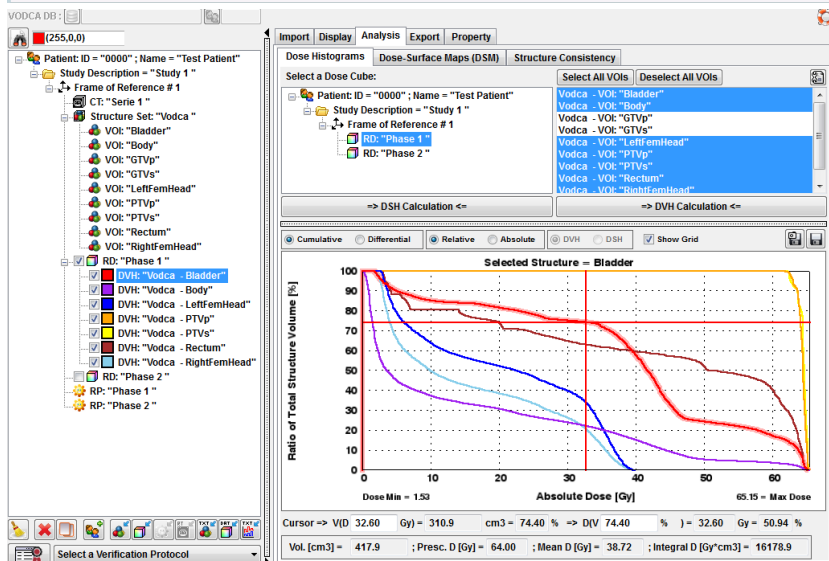 VODCA DB :
(255,0,0)
Patient: ID = "0000" ; Name = "Test Patient"
Study Description = "Study 1 "
Frame of Reference # 1
CT: "Serie 1 "
Structure Set: "Vodca "
VOI: "Bladder"
VOI: "Body"
VOI: "GTVp"
VOI: "GTVs"
VOI: "LeftFemHead"
VOI: "PTVp"
VOI: "PTVs"
VOI: "Rectum"
VOI: "RightFemHead"
RD: "Phase 1 "
DVH: "Vodca - Bladder"
DVH: "Vodca - Body"
DVH: "Vodca - LeftFemHead"
DVH: "Vodca - PTVp"
DVH: "Vodca - PTVs"
DVH: "Vodca - Rectum"
DVH: "Vodca - RightFemHead"
RD: "Phase 2 "
RP: "Phase 1 "
RP: "Phase 2 "
TXT DRT TXT
Select a Verification Protocol
Import Display Analysis Export Property
Dose Histograms Dose-Surface Maps (DSM) Structure Consistency
Select a Dose Cube:
Select All VOIs Deselect All VOIs
Patient: ID = "0000" ; Name = "Test Patient"
Study Description = "Study 1 "
Frame of Reference # 1
RD: "Phase 1 "
RD: "Phase 2 "
Vodca - VOI: "Bladder"
Vodca - VOI: "Body"
Vodca - VOI: "GTVp"
Vodca - VOI: "GTVs"
Vodca - VOI: "LeftFemHead"
Vodca - VOI: "PTVp"
Vodca - VOI: "PTVs"
Vodca - VOI: "Rectum"
Vodca - VOI: "RightFemHead"
=> DSH Calculation <= => DVH Calculation <=
Cumulative Differential Relative Absolute DVH DSH Show Grid
Selected Structure = Bladder
Ratio of Total Structure Volume [%]
100
90
80
70
60
50
40
30
20
10
0
0 10 20 30 40 50 60
Dose Min = 1.53 Absolute Dose [Gy] 65.15 = Max Dose
Cursor => V(D 32.60 Gy) = 310.9 cm3 = 74.40 % => D(V 74.40 % ) = 32.60 Gy = 50.94 %
Vol. [cm3] = 417.9 ; Presc. D [Gy] = 64.00 ; Mean D [Gy] = 38.72 ; Integral D [Gy*cm3] = 16178.9